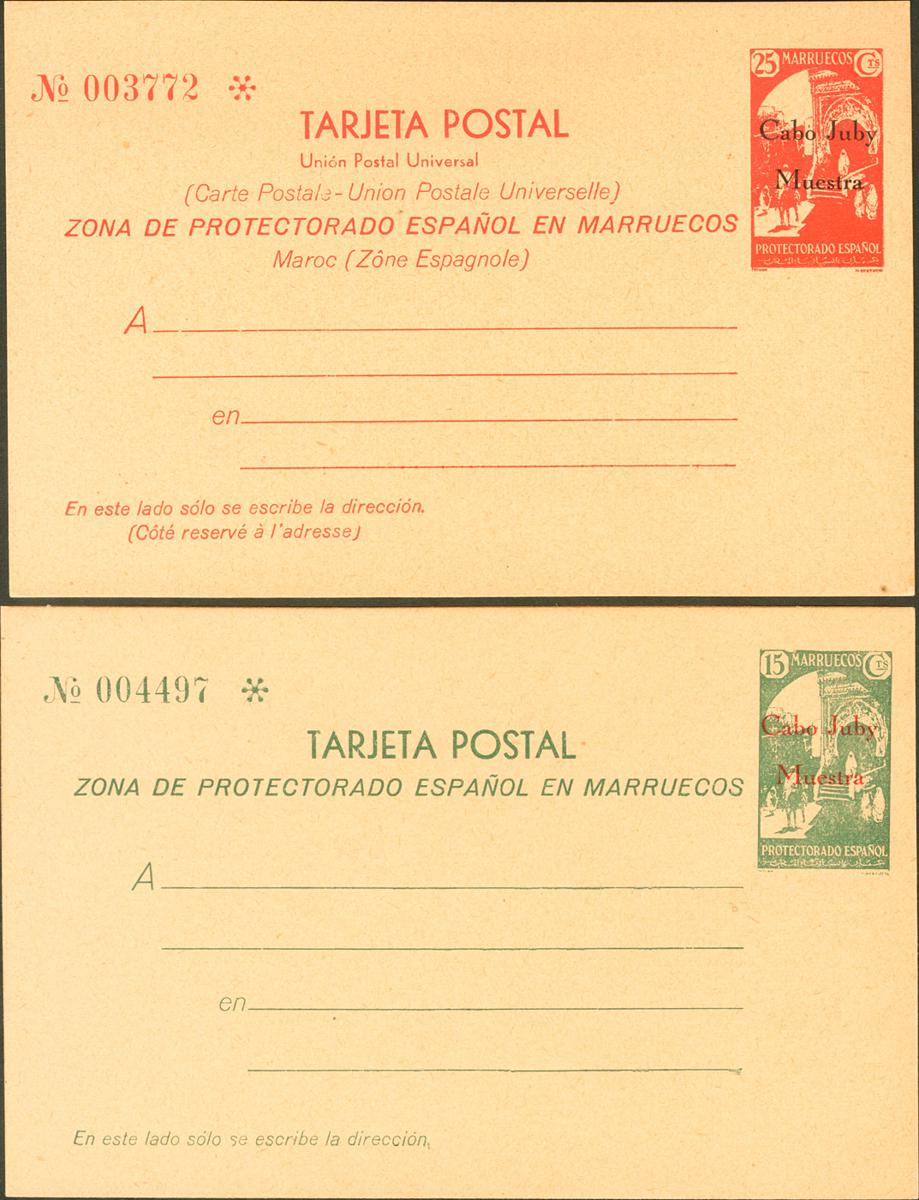 Nº 003772 *
TARJETA POSTAL
Unión Postal Universal
(Carte Postale-Union Postale Universelle)
ZONA DE PROTECTORADO ESPAÑOL EN MARRUECOS
Maroc (Zône Espagnole)
25 MARRUECOS CTS
Cabo Juby
Muestra
PROTECTORADO ESPAÑOL
A
en
En este lado sólo se escribe la dirección.
(Côté reservé à l'adresse)
Nº 004497 *
TARJETA POSTAL
ZONA DE PROTECTORADO ESPAÑOL EN MARRUECOS
15 MARRUECOS CTS
Cabo Juby
Muestra
PROTECTORADO ESPAÑOL
A
en
En este lado sólo se escribe la dirección.